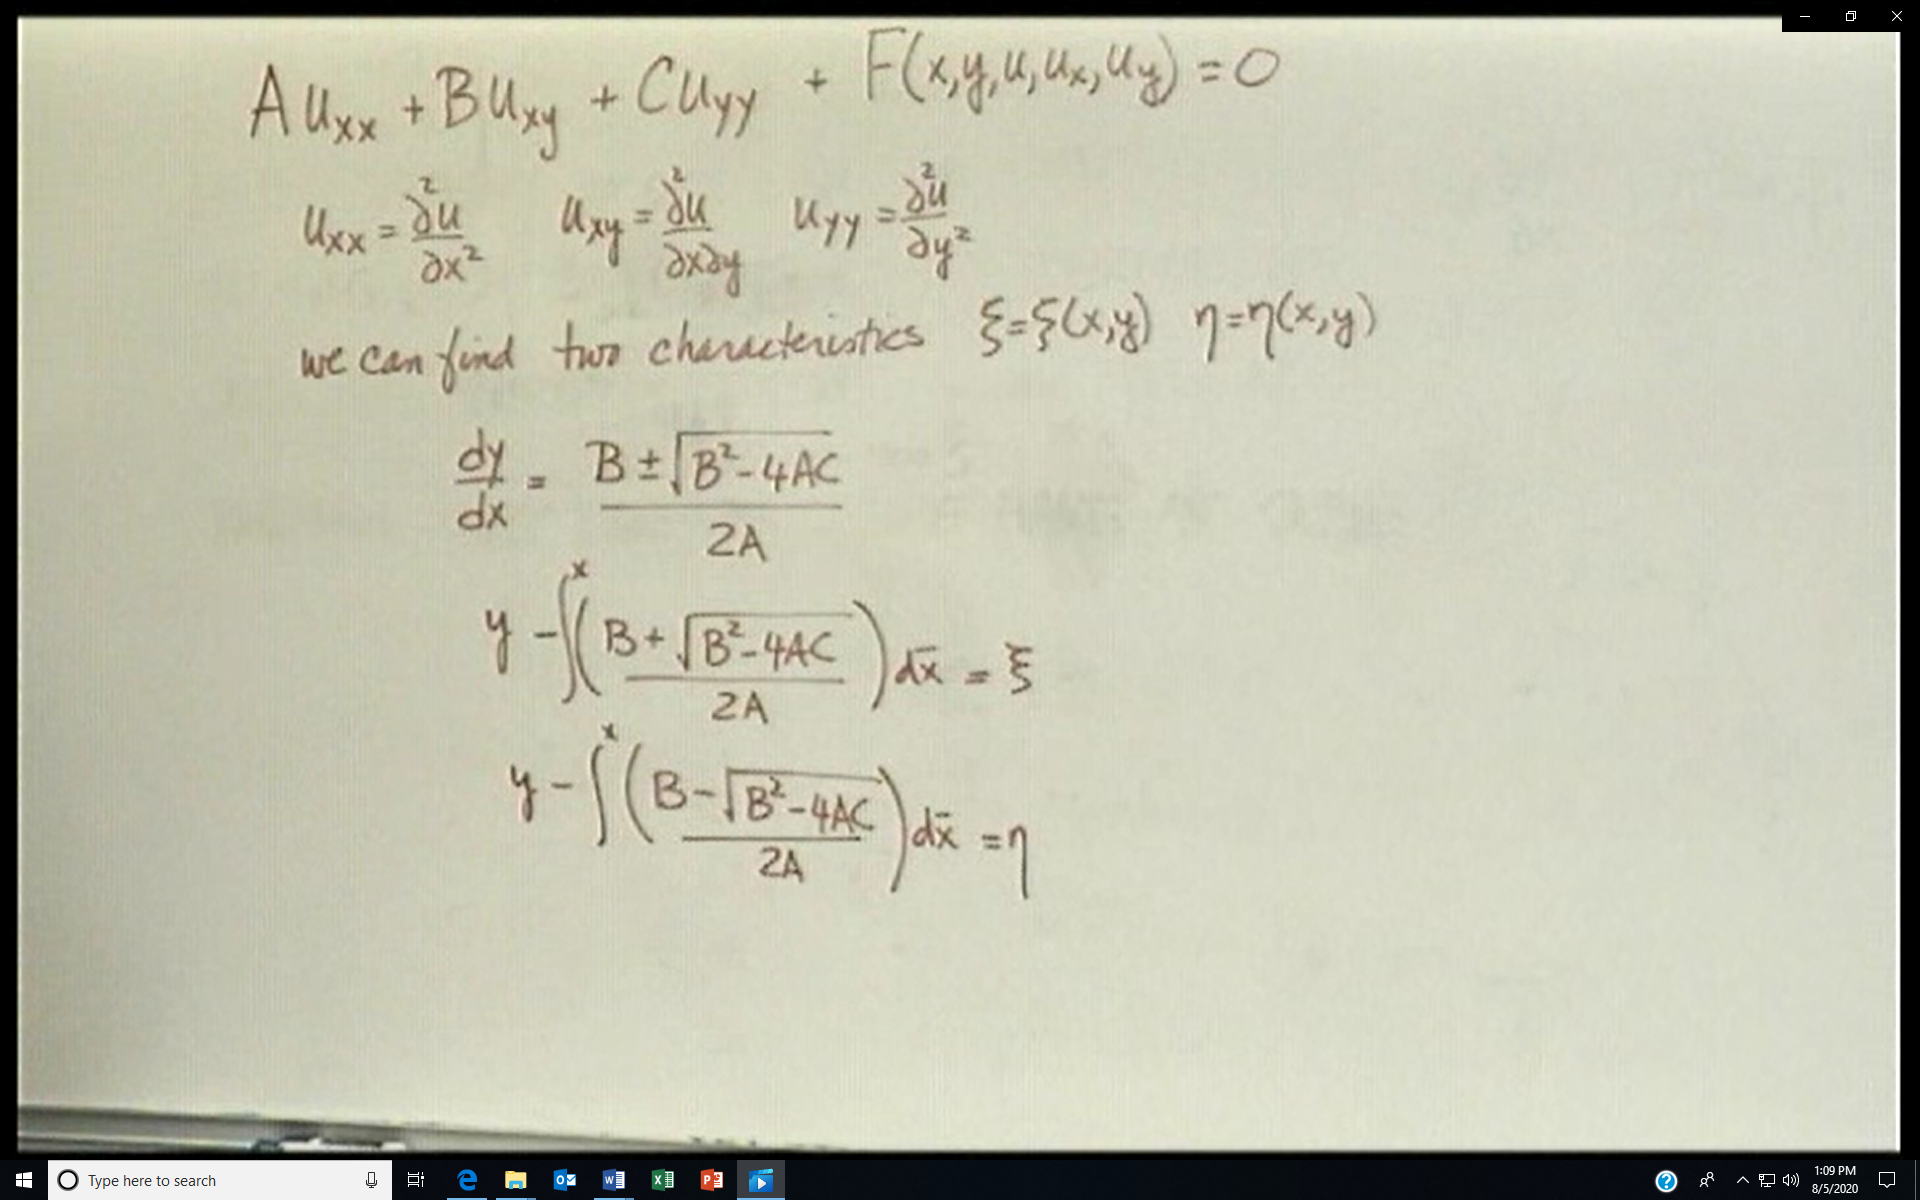 A u_xx + B u_xy + C u_yy + F(x,y,u,u_x,u_y) = 0
u_xx = ∂²u/∂x² u_xy = ∂²u/∂x∂y u_yy = ∂²u/∂y²
we can find two characteristics ξ=ξ(x,y) η=η(x,y)
dy/dx = (B ± √(B²-4AC))/2A
y - ∫^x ((B + √(B²-4AC))/2A) dx̄ = ξ
y - ∫^x ((B - √(B²-4AC))/2A) dx̄ = η
Type here to search
1:09 PM
8/5/2020